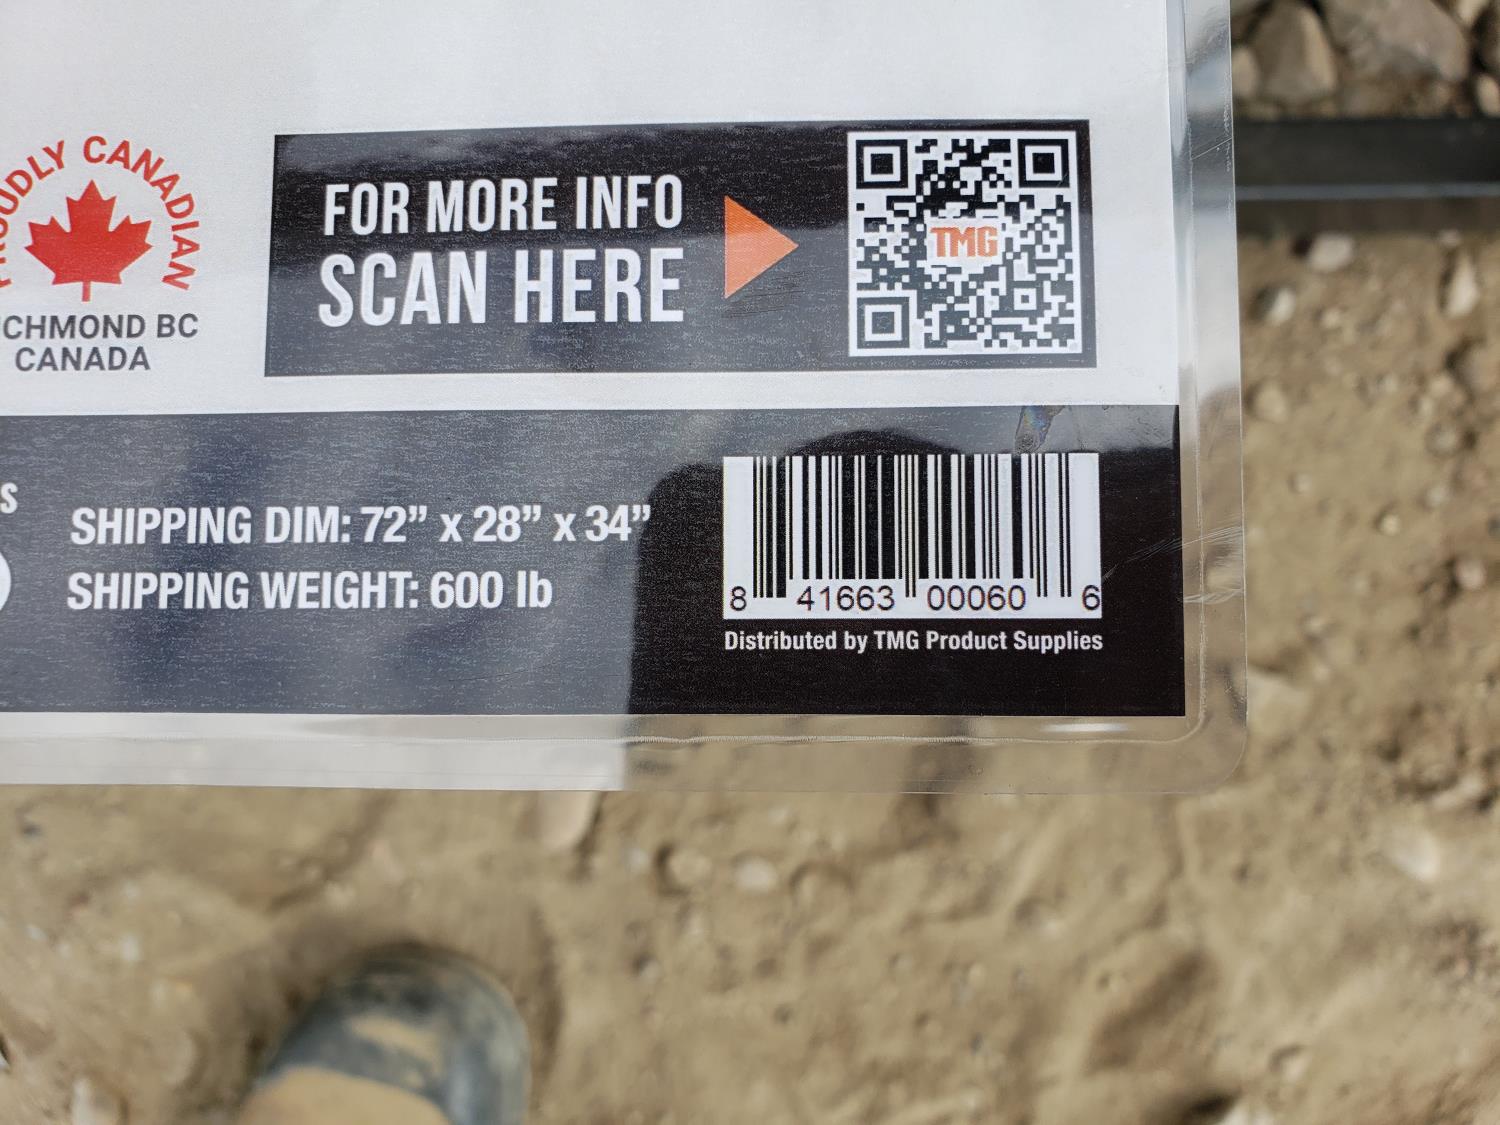 PROUDLY CANADIAN
CHMOND BC
CANADA
FOR MORE INFO
SCAN HERE
TMG
S
SHIPPING DIM: 72” x 28” x 34”
SHIPPING WEIGHT: 600 lb
8 41663 00060 6
Distributed by TMG Product Supplies